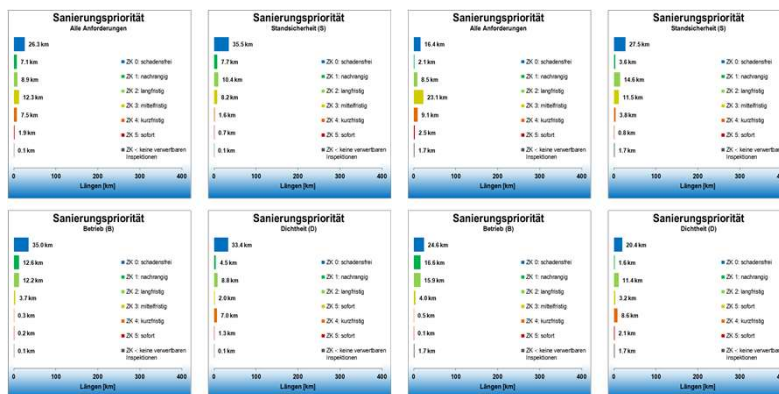 Sanierungspriorität
Alle Anforderungen
26.3 km
7.1 km
8.9 km
12.3 km
7.5 km
1.9 km
0.1 km
ZK 0: schadensfrei
ZK 1: nachrangig
ZK 2: langfristig
ZK 3: mittelfristig
ZK 4: kurzfristig
ZK 5: sofort
ZK -: keine verwertbaren
Inspektionen
0 100 200 300 400
Längen [km]
Sanierungspriorität
Standsicherheit (S)
35.5 km
7.7 km
10.4 km
8.2 km
1.6 km
0.7 km
0.1 km
ZK 0: schadensfrei
ZK 1: nachrangig
ZK 2: langfristig
ZK 3: mittelfristig
ZK 4: kurzfristig
ZK 5: sofort
ZK -: keine verwertbaren
Inspektionen
0 100 200 300 400
Längen [km]
Sanierungspriorität
Alle Anforderungen
16.4 km
2.1 km
8.5 km
23.1 km
9.1 km
2.5 km
1.7 km
ZK 0: schadensfrei
ZK 1: nachrangig
ZK 2: langfristig
ZK 3: mittelfristig
ZK 4: kurzfristig
ZK 5: sofort
ZK -: keine verwertbaren
Inspektionen
0 100 200 300 400
Längen [km]
Sanierungspriorität
Standsicherheit (S)
27.5 km
3.6 km
14.6 km
11.5 km
3.8 km
0.8 km
1.7 km
ZK 0: schadensfrei
ZK 1: nachrangig
ZK 2: langfristig
ZK 3: mittelfristig
ZK 4: kurzfristig
ZK 5: sofort
ZK -: keine verwertbaren
Inspektionen
0 100 200 300 400
Längen [km]
Sanierungspriorität
Betrieb (B)
35.0 km
12.6 km
12.2 km
3.7 km
0.3 km
0.2 km
0.1 km
ZK 0: schadensfrei
ZK 1: nachrangig
ZK 2: langfristig
ZK 3: mittelfristig
ZK 4: kurzfristig
ZK 5: sofort
ZK -: keine verwertbaren
Inspektionen
0 100 200 300 400
Längen [km]
Sanierungspriorität
Dichtheit (D)
33.4 km
4.5 km
8.8 km
2.0 km
7.0 km
1.3 km
0.1 km
ZK 0: schadensfrei
ZK 1: nachrangig
ZK 2: langfristig
ZK 5: sofort
ZK 4: kurzfristig
ZK 5: sofort
ZK -: keine verwertbaren
Inspektionen
0 100 200 300 400
Längen [km]
Sanierungspriorität
Betrieb (B)
24.6 km
16.6 km
15.9 km
4.0 km
0.5 km
0.1 km
1.7 km
ZK 0: schadensfrei
ZK 1: nachrangig
ZK 2: langfristig
ZK 3: mittelfristig
ZK 4: kurzfristig
ZK 5: sofort
ZK -: keine verwertbaren
Inspektionen
0 100 200 300 400
Längen [km]
Sanierungspriorität
Dichtheit (D)
20.4 km
1.6 km
11.4 km
3.2 km
8.6 km
2.1 km
1.7 km
ZK 0: schadensfrei
ZK 1: nachrangig
ZK 2: langfristig
ZK 5: sofort
ZK 4: kurzfristig
ZK 5: sofort
ZK -: keine verwertbaren
Inspektionen
0 100 200 300 400
Längen [km]